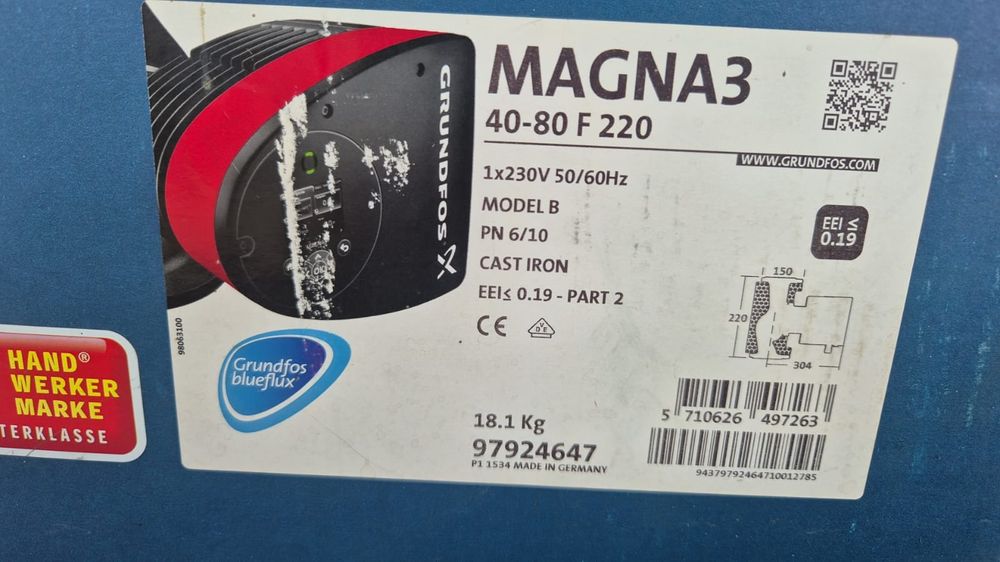 GRUNDFOS
MAGNA3
40-80 F 220
WWW.GRUNDFOS.COM
1x230V 50/60Hz
MODEL B
PN 6/10
CAST IRON
EEI≤ 0.19 - PART 2
CE
VDE
EEI ≤
0.19
150
220
304
98063100
Grundfos
blueflux®
HAND®
WERKER
MARKE
TERKLASSE
18.1 Kg
97924647
P1 1534 MADE IN GERMANY
5 710626 497263
94379792464710012785